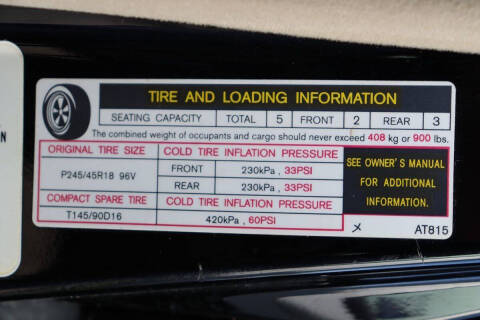 TIRE AND LOADING INFORMATION
SEATING CAPACITY TOTAL 5 FRONT 2 REAR 3
The combined weight of occupants and cargo should never exceed 408 kg or 900 lbs.
ORIGINAL TIRE SIZE COLD TIRE INFLATION PRESSURE
P245/45R18 96V
FRONT 230kPa , 33PSI
REAR 230kPa , 33PSI
COMPACT SPARE TIRE COLD TIRE INFLATION PRESSURE
T145/90D16 420kPa , 60PSI
SEE OWNER'S MANUAL
FOR ADDITIONAL
INFORMATION.
AT815